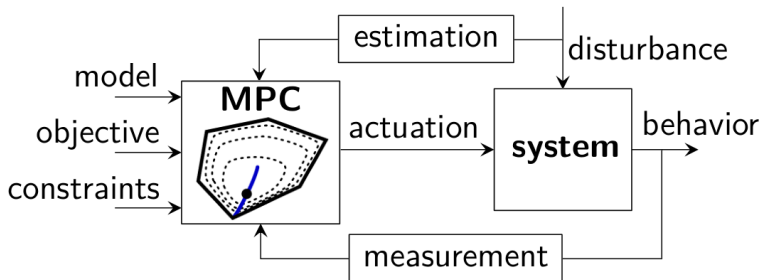 estimation
disturbance
model
MPC
objective
actuation
system
behavior
constraints
measurement